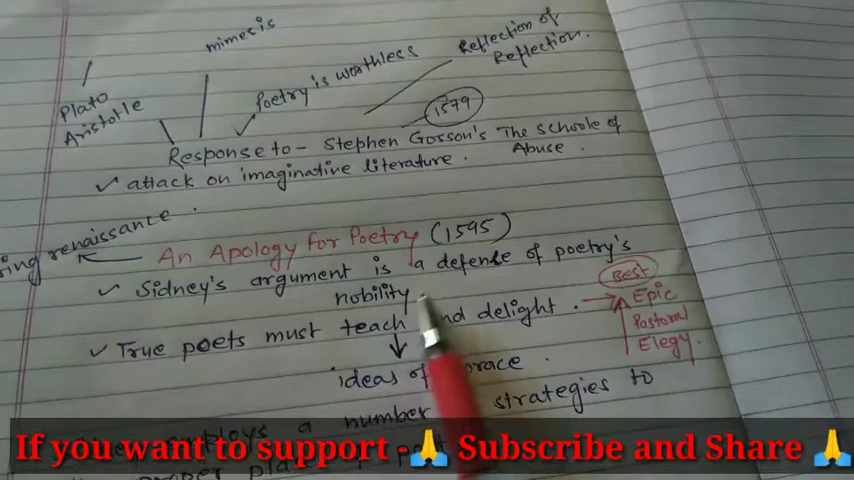 mimesis
Reflection of
Reflection.
Poetry is worthless
Plato
Aristotle
1579
Response to - Stephen Gosson's The Schoole of
Abuse .
✓ attack on imaginative literature .
renaissance .
An Apology for Poetry (1595)
✓ Sidney's argument is a defense of poetry's
nobility
Best
Epic
Pastoral
Elegy .
✓ True poets must teach and delight .
ideas of
number strategies to
If you want to support -🙏 Subscribe and Share 🙏